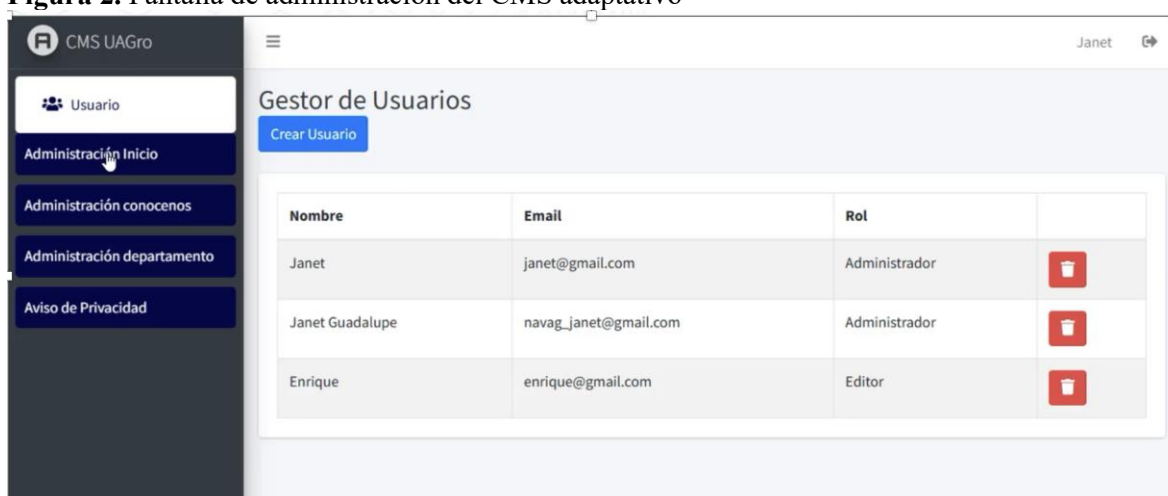 Figura 2. Pantalla de administración del CMS adaptativo
CMS UAGro
Janet
Usuario
Administración Inicio
Administración conocenos
Administración departamento
Aviso de Privacidad
Gestor de Usuarios
Crear Usuario
Nombre Email Rol
Janet janet@gmail.com Administrador
Janet Guadalupe navag_janet@gmail.com Administrador
Enrique enrique@gmail.com Editor